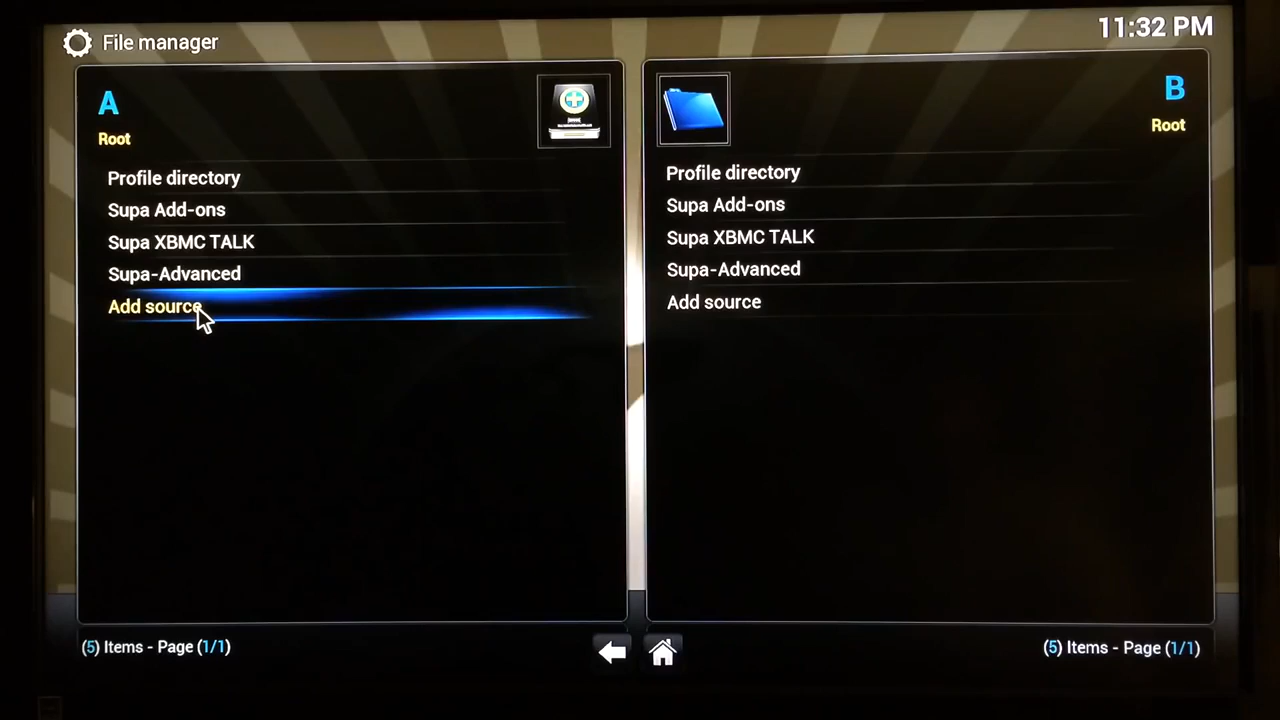 File manager
11:32 PM
A
Root
Profile directory
Supa Add-ons
Supa XBMC TALK
Supa-Advanced
Add source
(5) Items - Page (1/1)
B
Root
Profile directory
Supa Add-ons
Supa XBMC TALK
Supa-Advanced
Add source
(5) Items - Page (1/1)